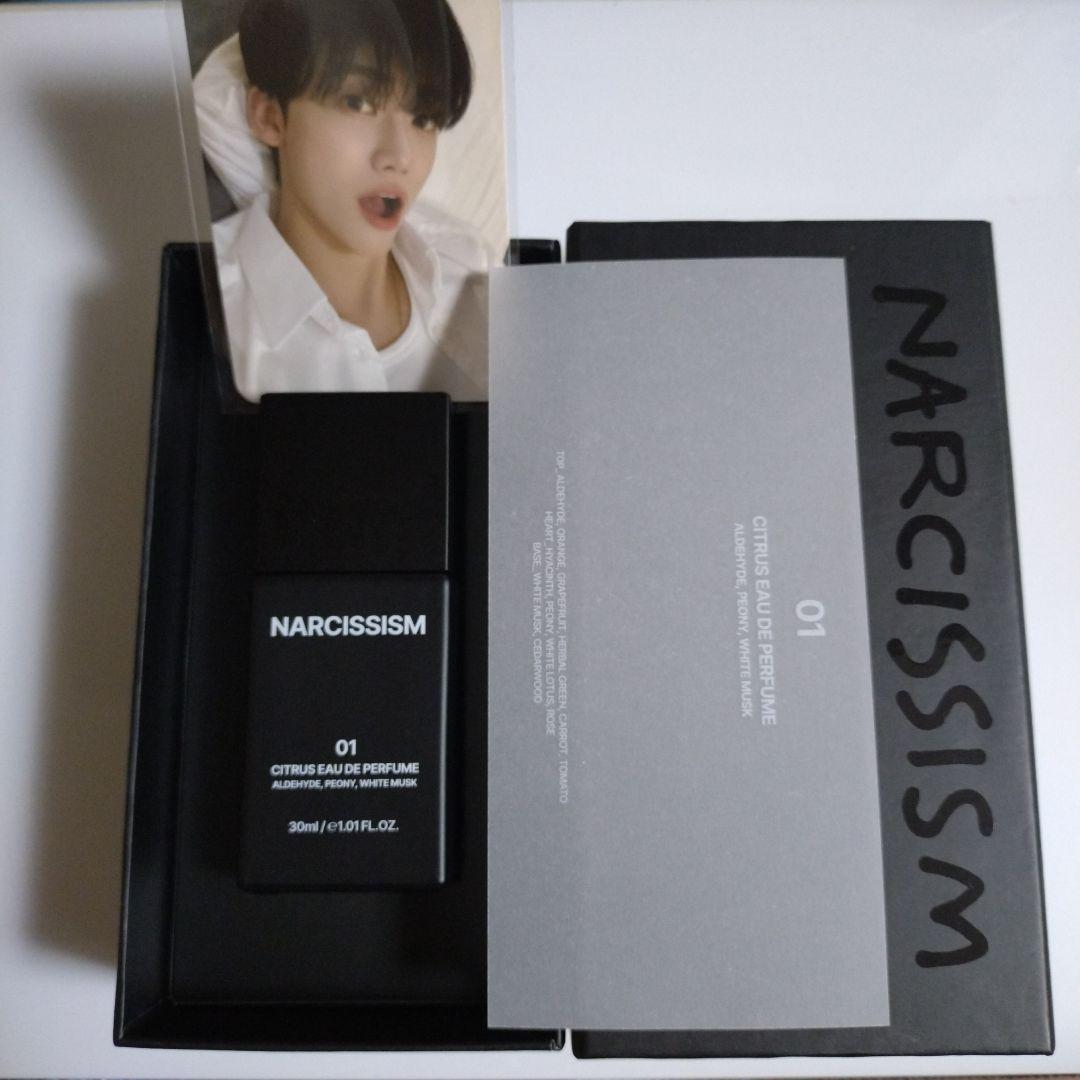 NARCISSISM
01
CITRUS EAU DE PERFUME
ALDEHYDE, PEONY, WHITE MUSK
30ml / ℮1.01 FL.OZ.
01
CITRUS EAU DE PERFUME
ALDEHYDE, PEONY, WHITE MUSK
TOP_ ALDEHYDE, ORANGE, GRAPEFRUIT, HERBAL GREEN, CARROT, TOMATO
HEART_ HYACINTH, PEONY, WHITE LOTUS, ROSE
BASE_ WHITE MUSK, CEDARWOOD
NARCISSISM